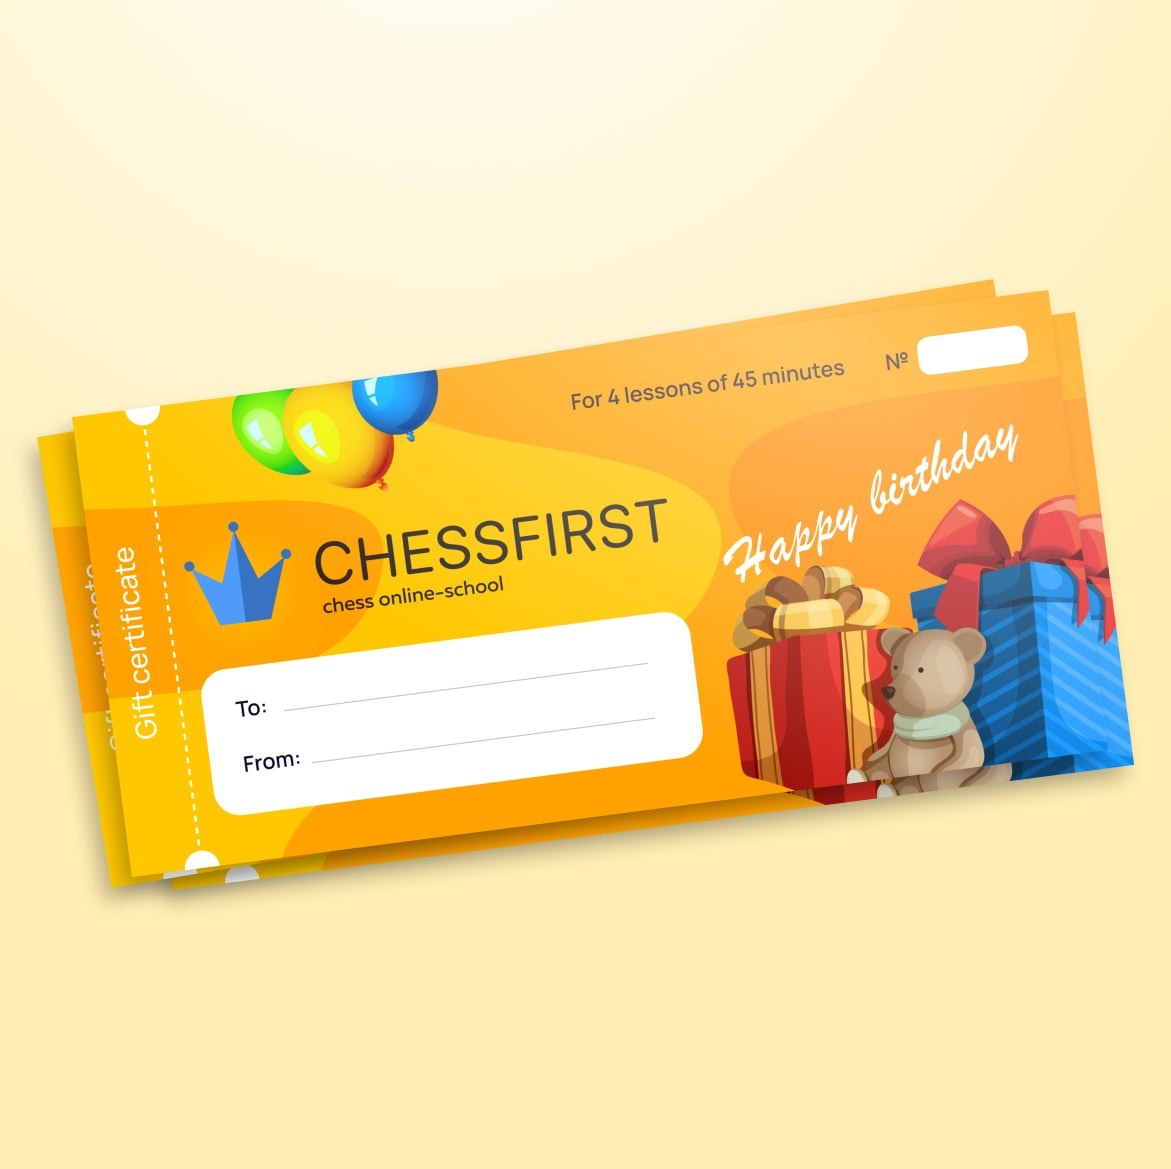 For 4 lessons of 45 minutes
№
Happy birthday
CHESSFIRST
chess online-school
To:
From:
Gift certificate
Gift certificate